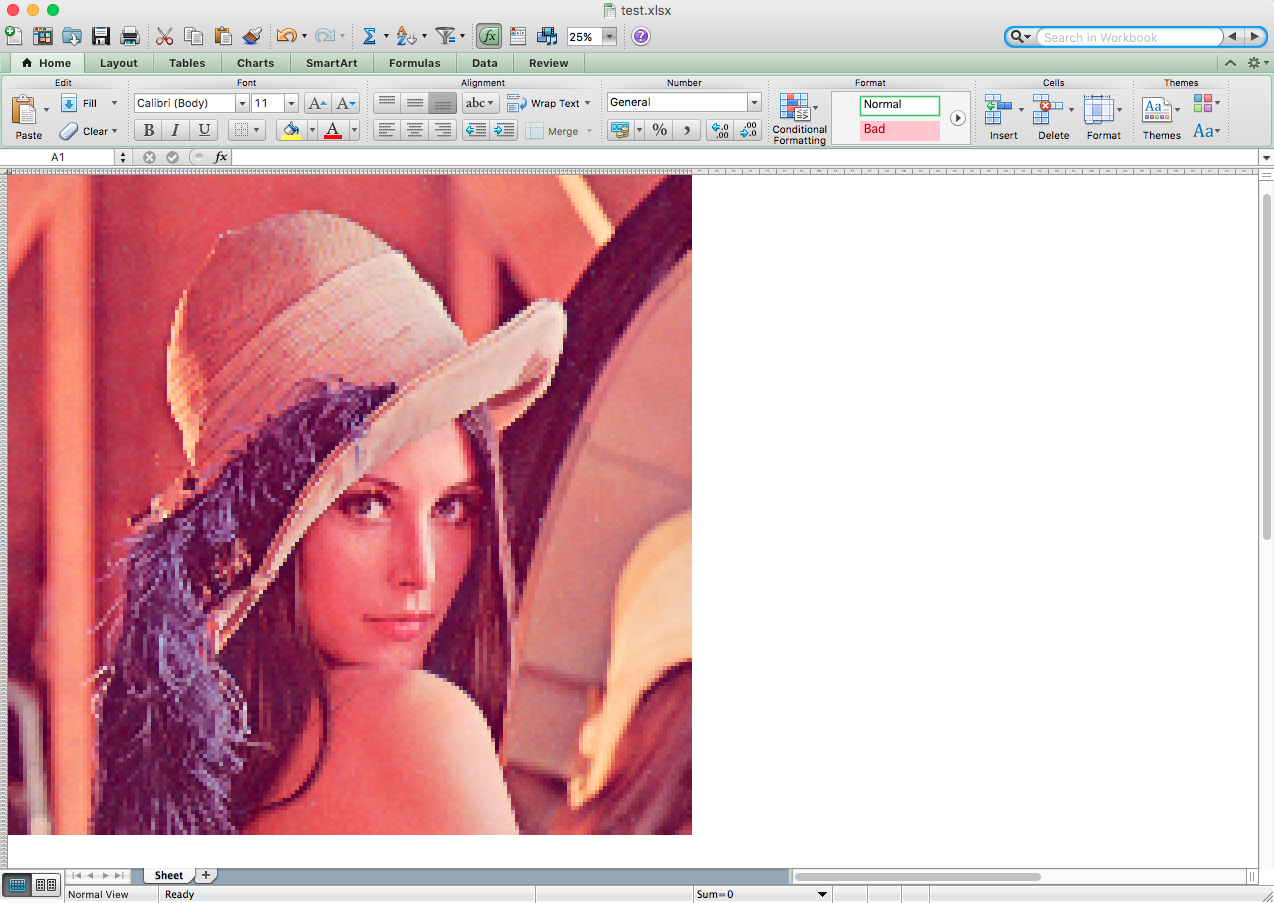 test.xlsx
25%
Search in Workbook
Home Layout Tables Charts SmartArt Formulas Data Review
Edit Font Alignment Number Format Cells Themes
Paste
Fill
Clear
Calibri (Body) 11
A A
B I U
A
abc
Wrap Text
Merge
General
%
Conditional
Formatting
Normal
Bad
Insert Delete Format
Themes
Aa
Aa
A1
fx
Sheet
Normal View Ready Sum=0